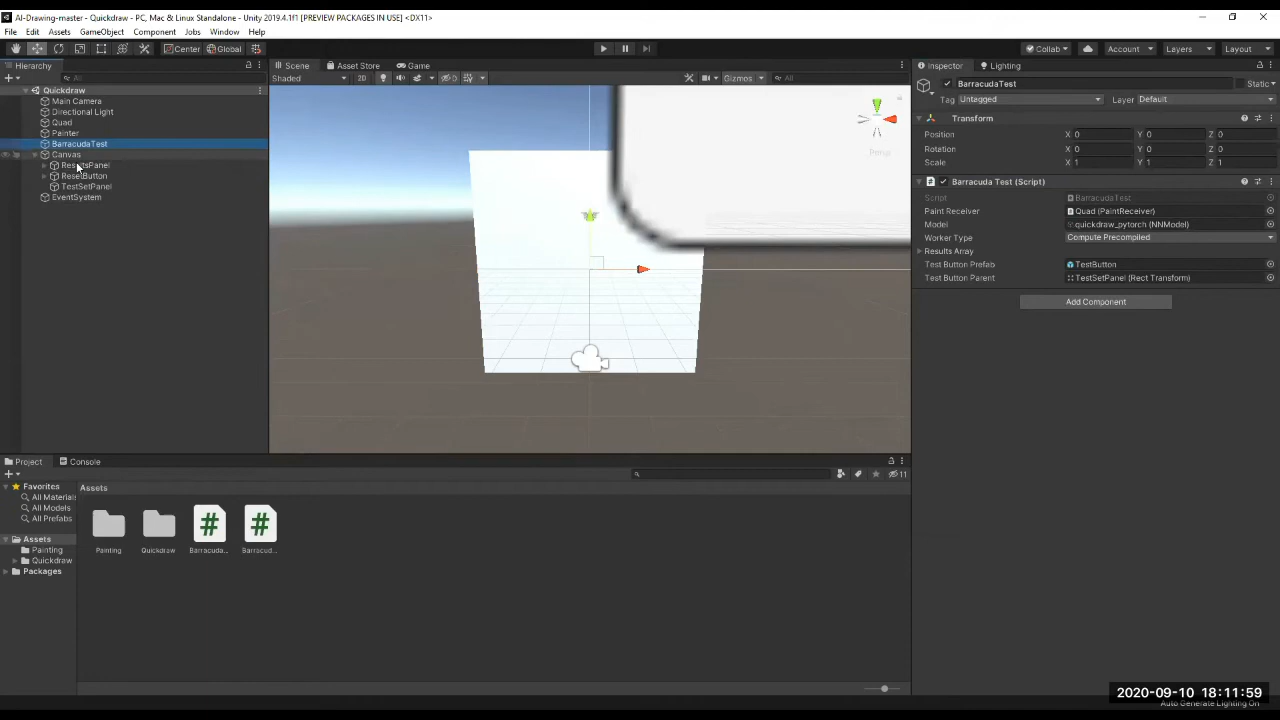 AI-Drawing-master - Quickdraw - PC, Mac & Linux Standalone - Unity 2019.4.1f1 [PREVIEW PACKAGES IN USE] <DX11>
File Edit Assets GameObject Component Jobs Window Help
Center Global Collab Account Layers Layout
Hierarchy Scene Asset Store Game Inspector Lighting
All Shaded 2D 0 Gizmos All BarracudaTest Static
Quickdraw
Tag Untagged Layer Default
Main Camera
Directional Light
Quad
Painter
BarracudaTest
Canvas
ResultsPanel
ResetButton
TestSetPanel
EventSystem
Persp
Transform
Position X 0 Y 0 Z 0
Rotation X 0 Y 0 Z 0
Scale X 1 Y 1 Z 1
# Barracuda Test (Script)
Script BarracudaTest
Paint Receiver Quad (PaintReceiver)
Model quickdraw_pytorch (NNModel)
Worker Type Compute Precompiled
Results Array
Test Button Prefab TestButton
Test Button Parent TestSetPanel (Rect Transform)
Add Component
Project Console
11
Favorites
All Materials
All Models
All Prefabs
Assets
Painting
Quickdraw
Packages
Assets
# #
Painting Quickdraw Barracuda... Barracud...
2020-09-10 18:11:59
Auto Generate Lighting On